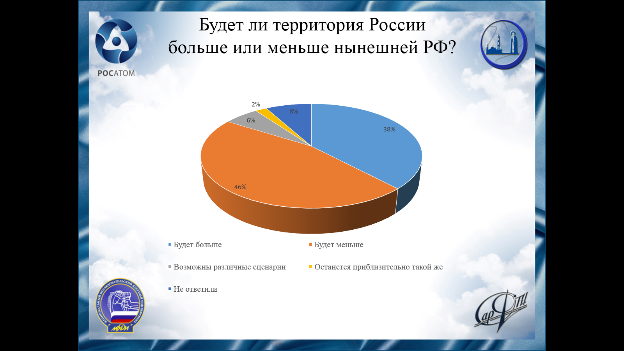 Будет ли территория России
больше или меньше нынешней РФ?
РОСАТОМ
2%
8%
6%
38%
46%
Будет больше
Будет меньше
Возможны различные сценарии
Останется приблизительно такой же
Не ответили